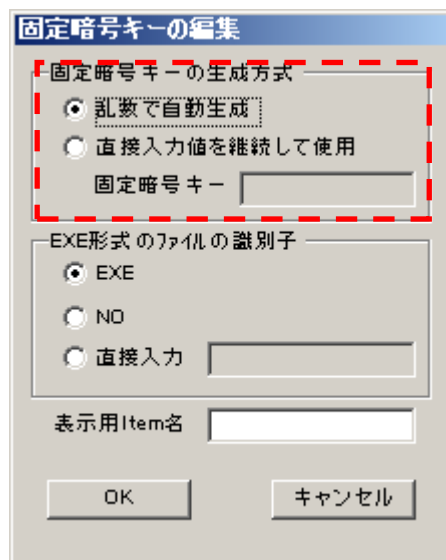 固定暗号キーの編集
固定暗号キーの生成方式
乱数で自動生成
直接入力値を継続して使用
固定暗号キー
EXE形式のファイルの識別子
EXE
NO
直接入力
表示用Item名
OK キャンセル